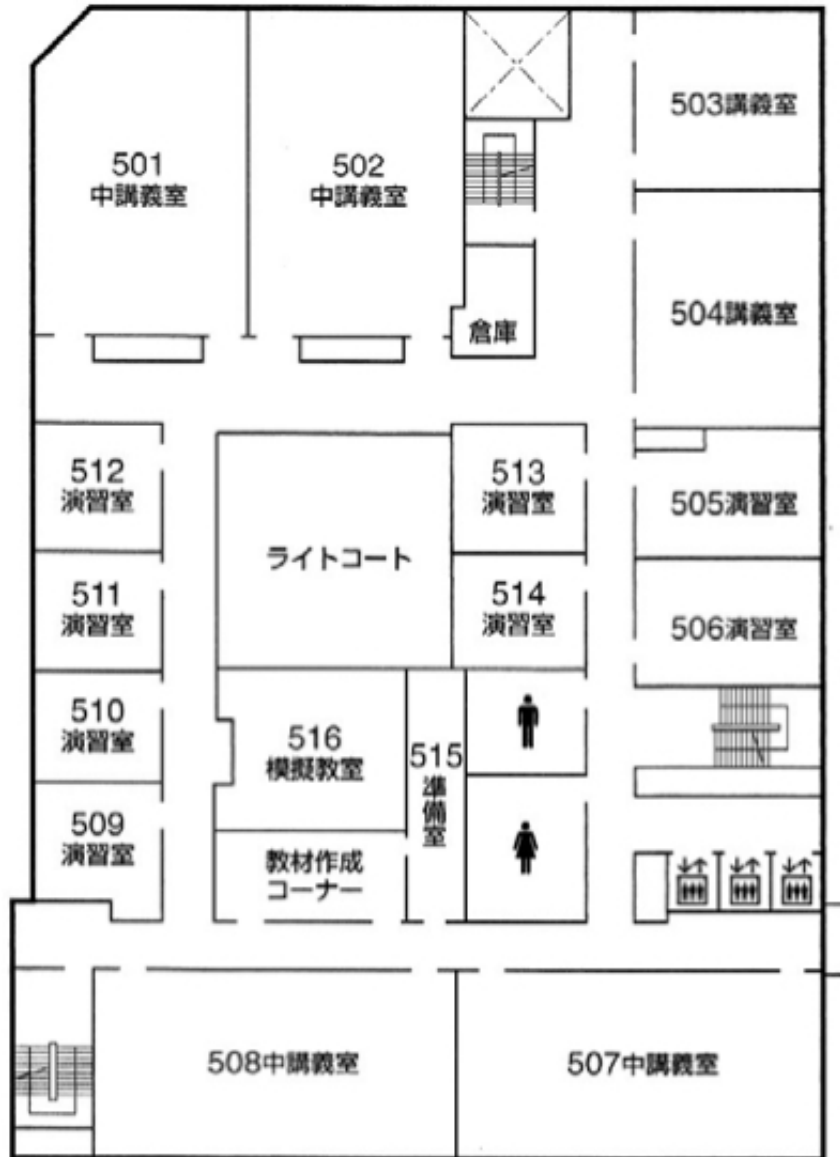 501
中講義室
502
中講義室
503講義室
504講義室
倉庫
512
演習室
513
演習室
505演習室
ライトコート
511
演習室
514
演習室
506演習室
510
演習室
516
模擬教室
515
準備室
509
演習室
教材作成
コーナー
508中講義室
507中講義室